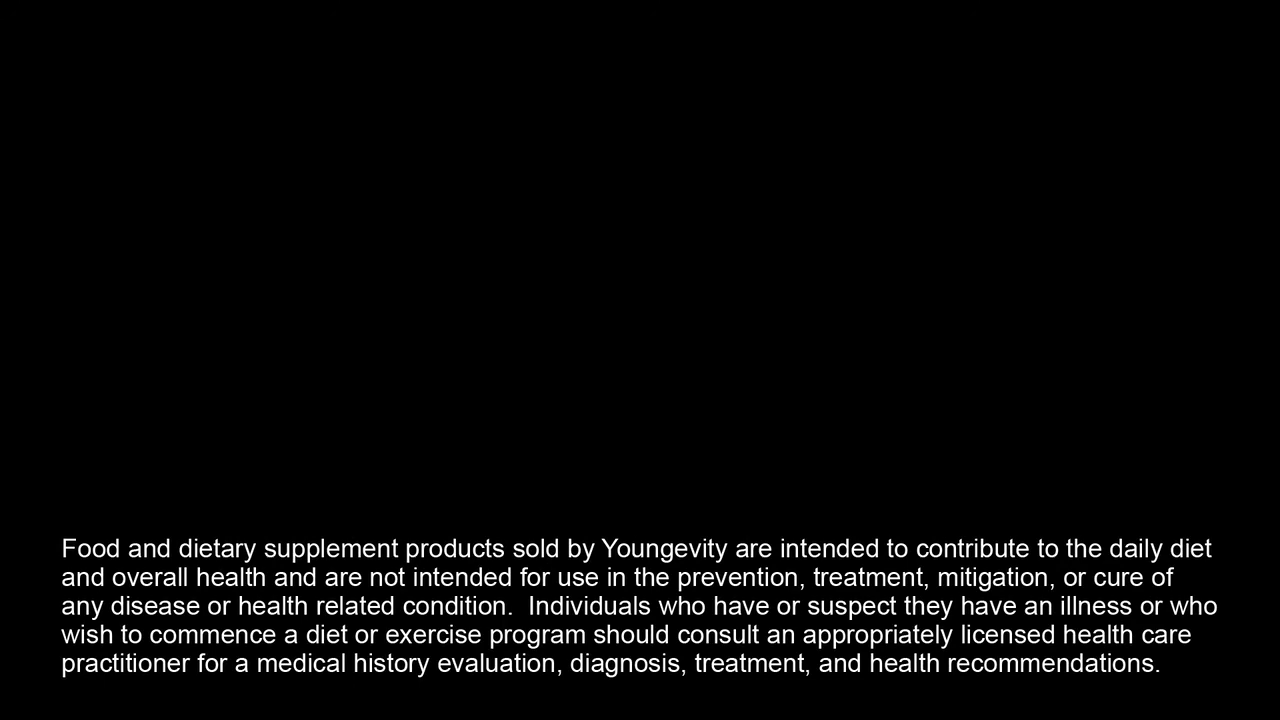 Food and dietary supplement products sold by Youngevity are intended to contribute to the daily diet
and overall health and are not intended for use in the prevention, treatment, mitigation, or cure of
any disease or health related condition.  Individuals who have or suspect they have an illness or who
wish to commence a diet or exercise program should consult an appropriately licensed health care
practitioner for a medical history evaluation, diagnosis, treatment, and health recommendations.